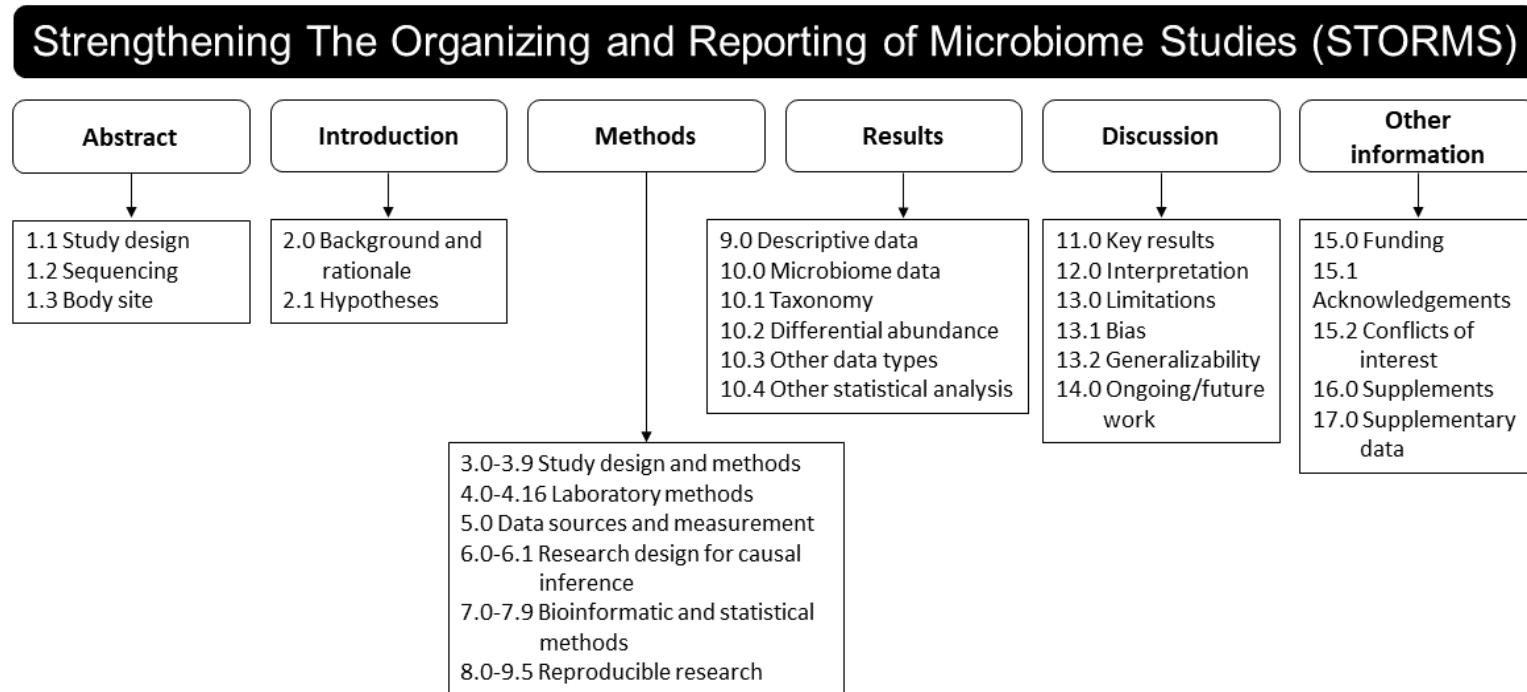 Strengthening The Organizing and Reporting of Microbiome Studies (STORMS)
Abstract
1.1 Study design
1.2 Sequencing
1.3 Body site
Introduction
2.0 Background and
rationale
2.1 Hypotheses
Methods
3.0-3.9 Study design and methods
4.0-4.16 Laboratory methods
5.0 Data sources and measurement
6.0-6.1 Research design for causal
inference
7.0-7.9 Bioinformatic and statistical
methods
8.0-9.5 Reproducible research
Results
9.0 Descriptive data
10.0 Microbiome data
10.1 Taxonomy
10.2 Differential abundance
10.3 Other data types
10.4 Other statistical analysis
Discussion
11.0 Key results
12.0 Interpretation
13.0 Limitations
13.1 Bias
13.2 Generalizability
14.0 Ongoing/future
work
Other
information
15.0 Funding
15.1
Acknowledgements
15.2 Conflicts of
interest
16.0 Supplements
17.0 Supplementary
data